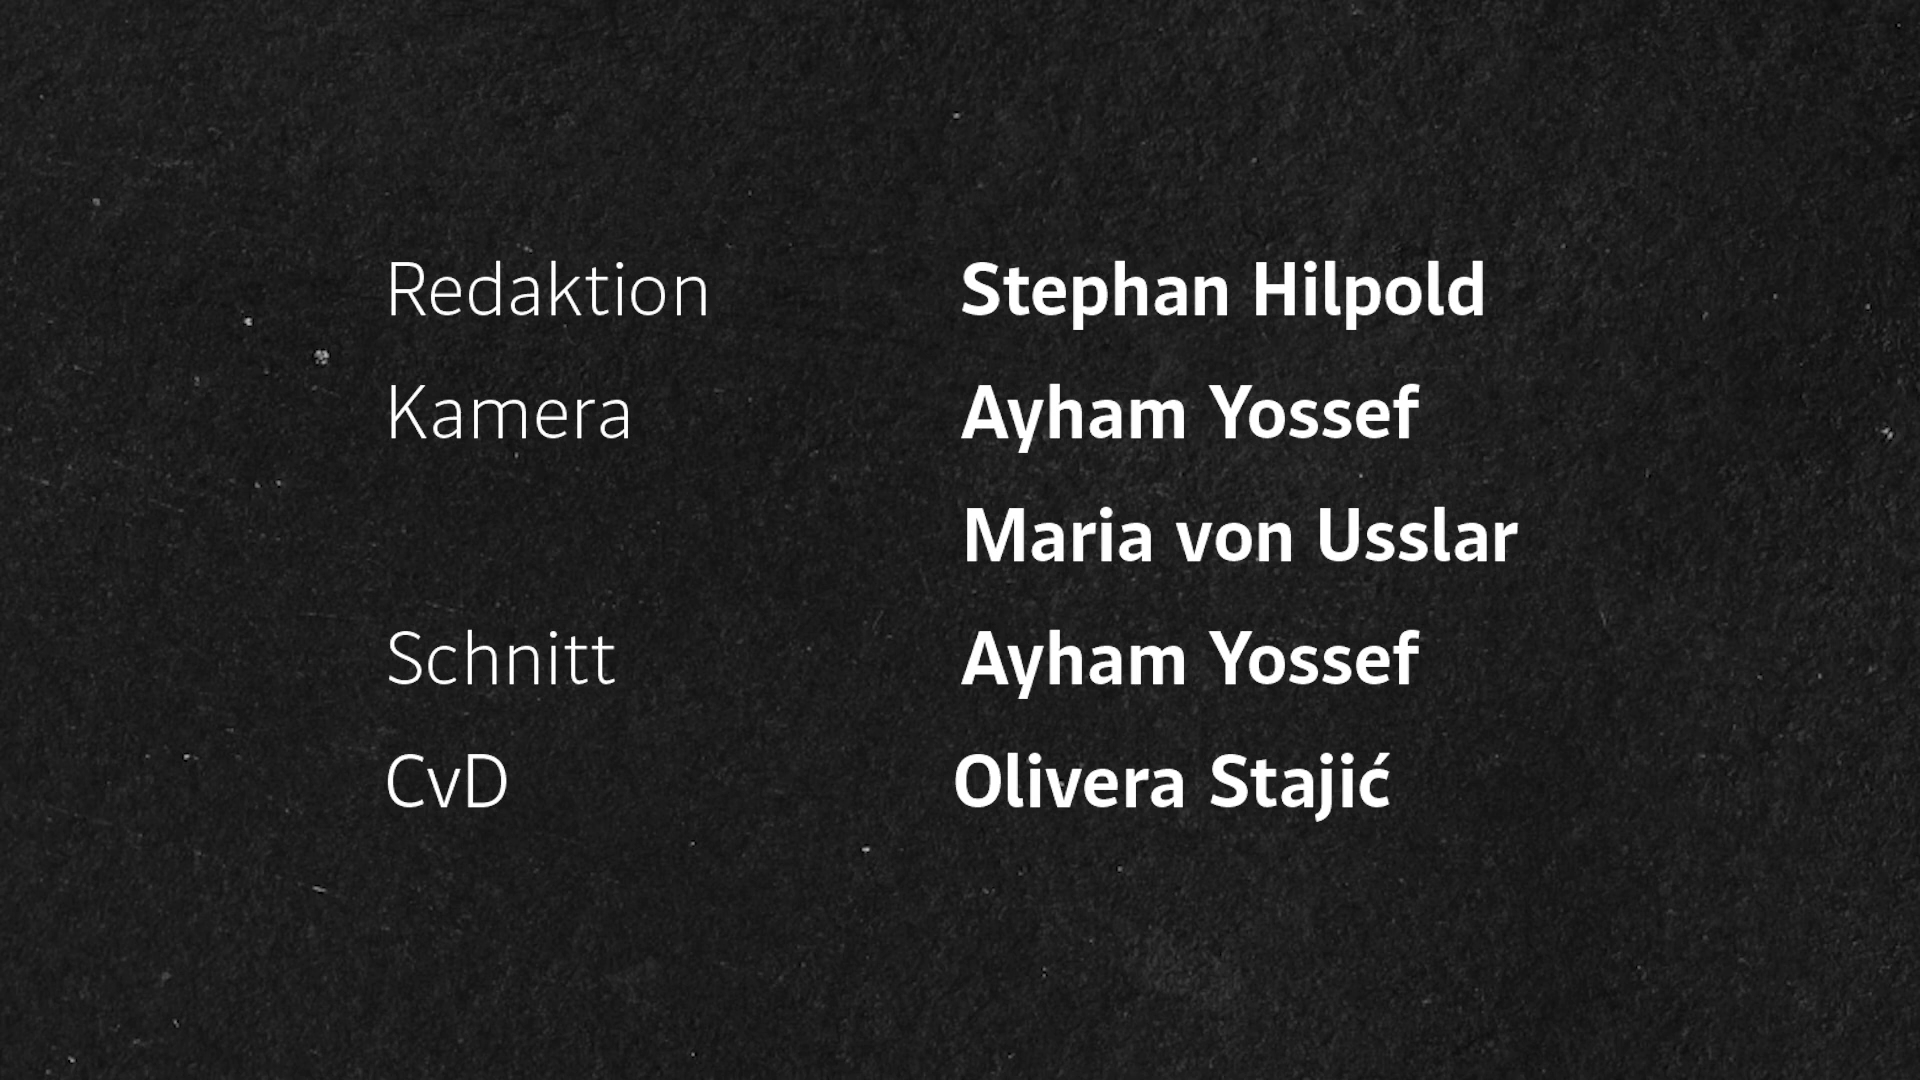 Redaktion Stephan Hilpold
Kamera Ayham Yossef
Maria von Usslar
Schnitt Ayham Yossef
CvD Olivera Stajić